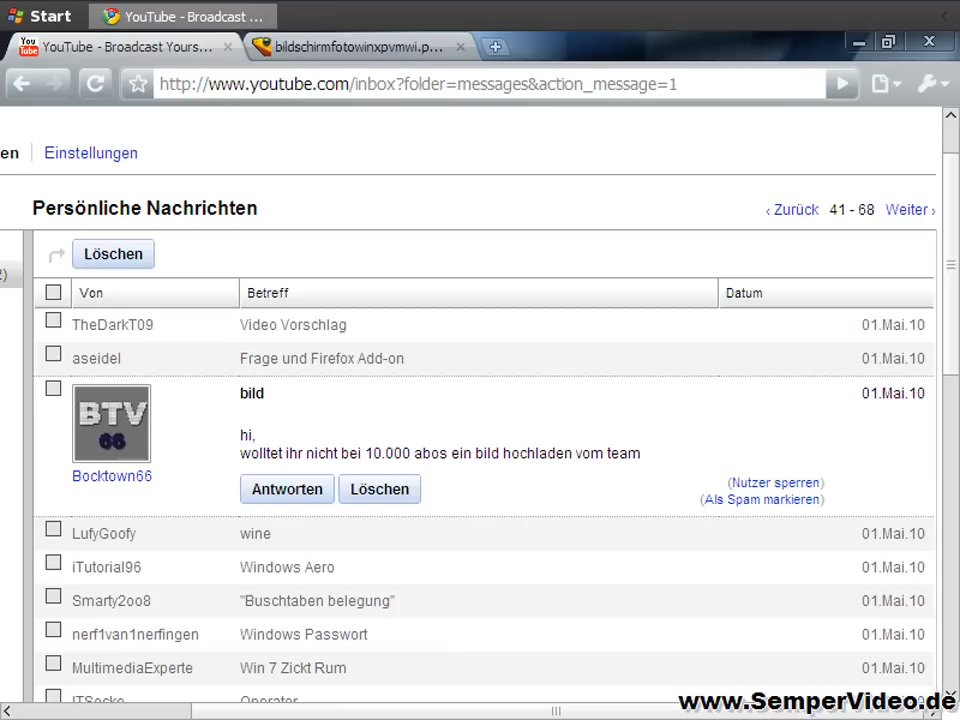 Start
YouTube - Broadcast ...
You
Tube
YouTube - Broadcast Yours...
bildschirmfotowinxpvmwi.p...
http://www.youtube.com/inbox?folder=messages&action_message=1
en
Einstellungen
Persönliche Nachrichten
‹ Zurück 41 - 68 Weiter ›
2)
Löschen
Von Betreff Datum
TheDarkT09 Video Vorschlag 01.Mai.10
aseidel Frage und Firefox Add-on 01.Mai.10
bild 01.Mai.10
BTV
66
hi,
wolltet ihr nicht bei 10.000 abos ein bild hochladen vom team
Bocktown66
Antworten Löschen
(Nutzer sperren)
(Als Spam markieren)
LufyGoofy wine 01.Mai.10
iTutorial96 Windows Aero 01.Mai.10
Smarty2oo8 "Buschtaben belegung" 01.Mai.10
nerf1van1nerfingen Windows Passwort 01.Mai.10
MultimediaExperte Win 7 Zickt Rum 01.Mai.10
Operator
www.SemperVideo.de